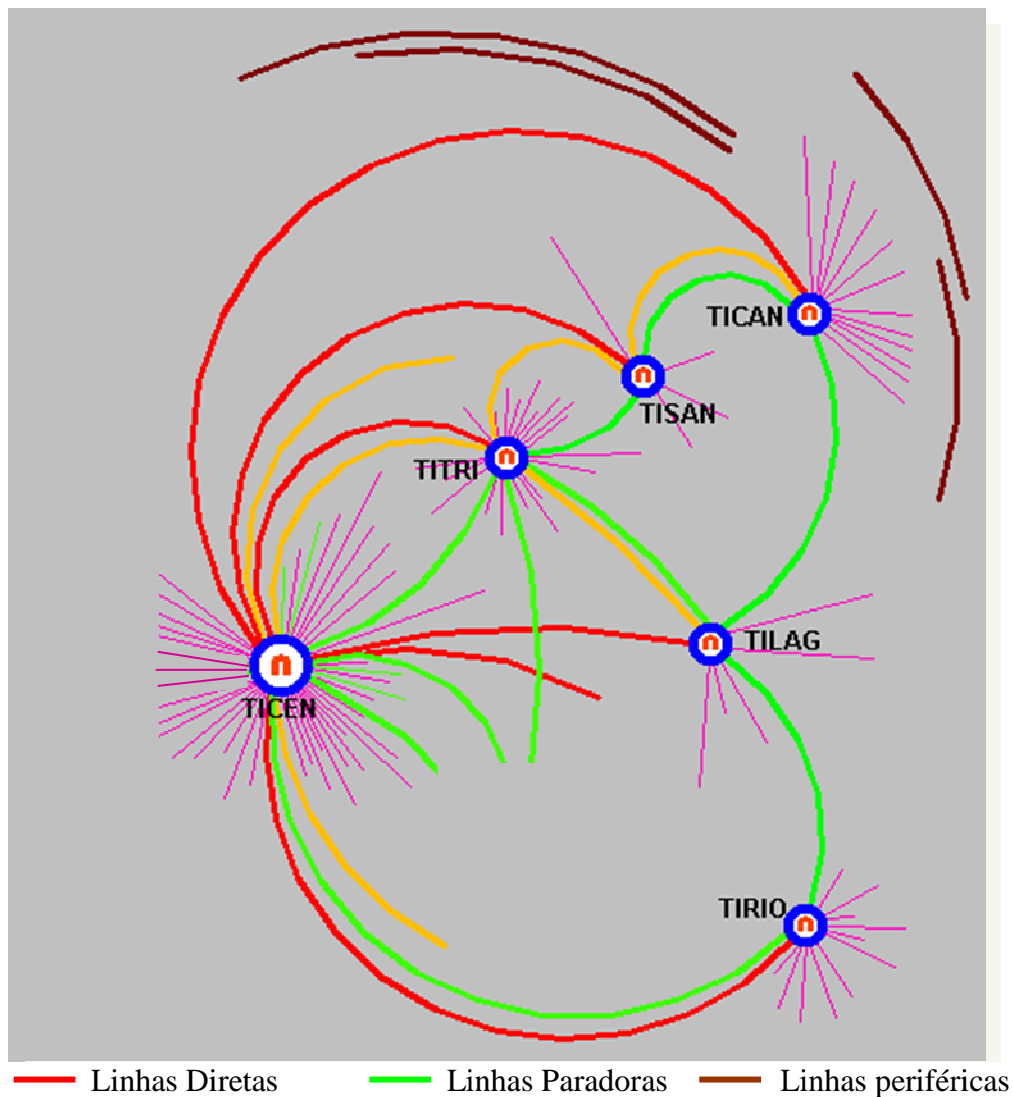 TICAN
TISAN
TITRI
TILAG
TICEN
TIRIO
Linhas Diretas Linhas Paradoras Linhas periféricas